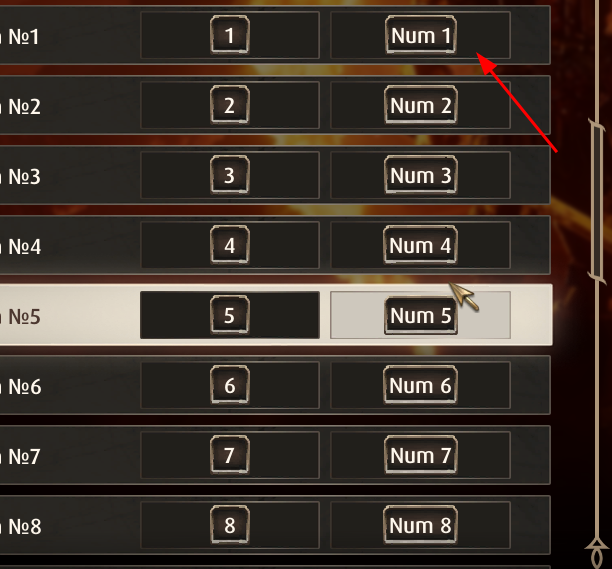 №1 1 Num 1
№2 2 Num 2
№3 3 Num 3
№4 4 Num 4
№5 5 Num 5
№6 6 Num 6
№7 7 Num 7
№8 8 Num 8